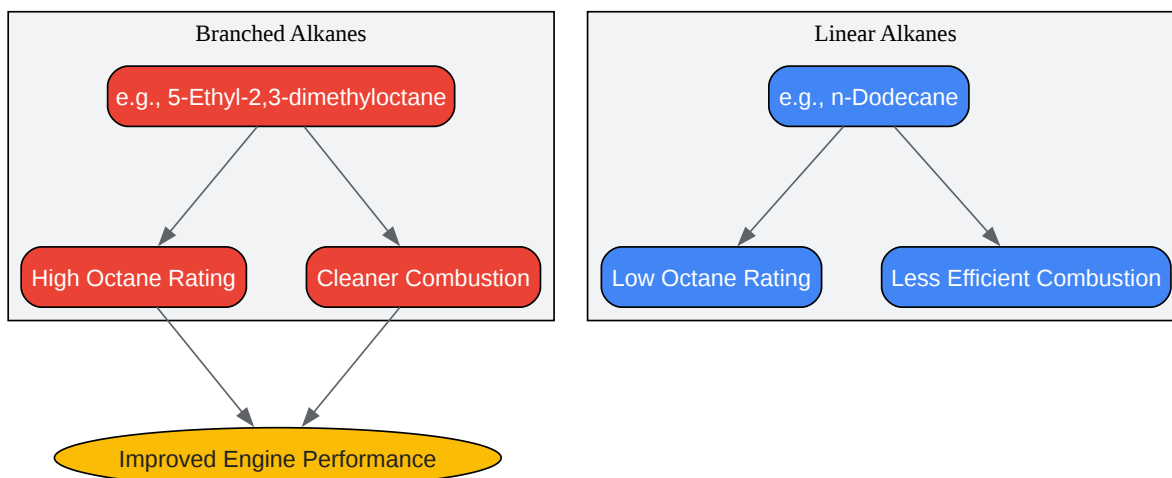 Branched Alkanes
e.g., 5-Ethyl-2,3-dimethyloctane
High Octane Rating
Cleaner Combustion
Improved Engine Performance
Linear Alkanes
e.g., n-Dodecane
Low Octane Rating
Less Efficient Combustion